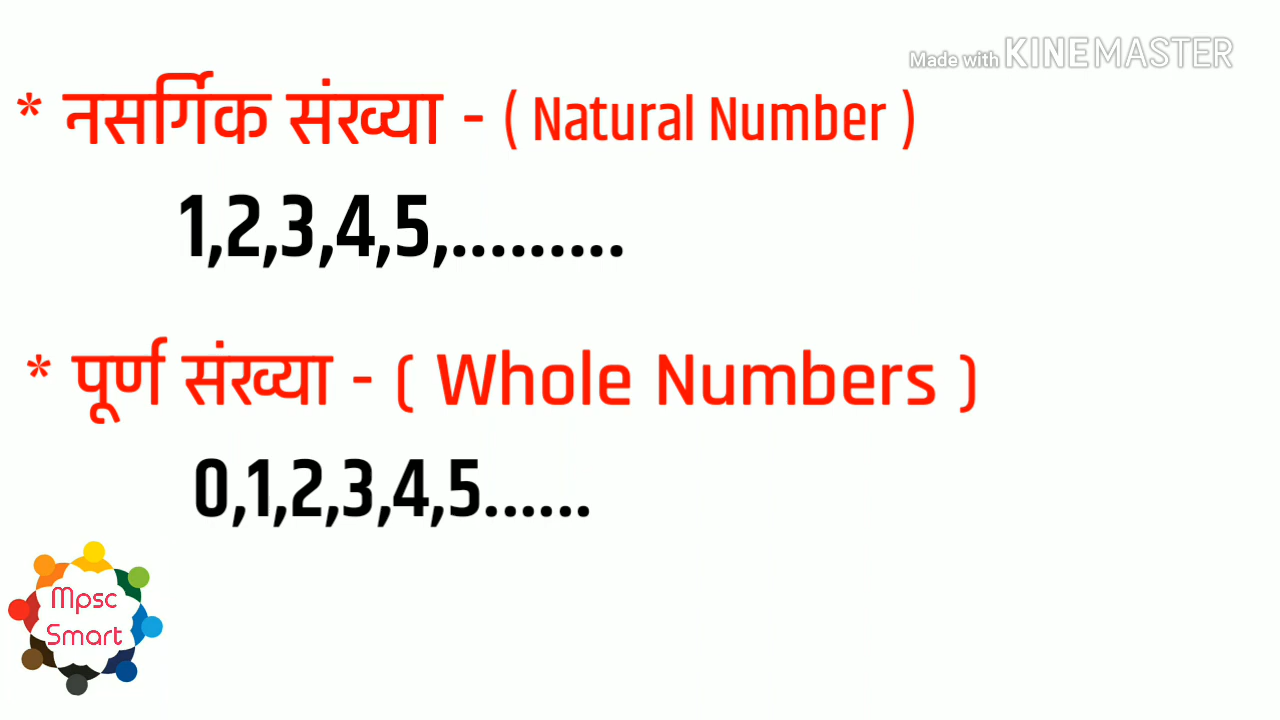 Made with KINEMASTER
* नसर्गिक संख्या - ( Natural Number )
1,2,3,4,5,.........
* पूर्ण संख्या - ( Whole Numbers )
0,1,2,3,4,5......
Mpsc
Smart